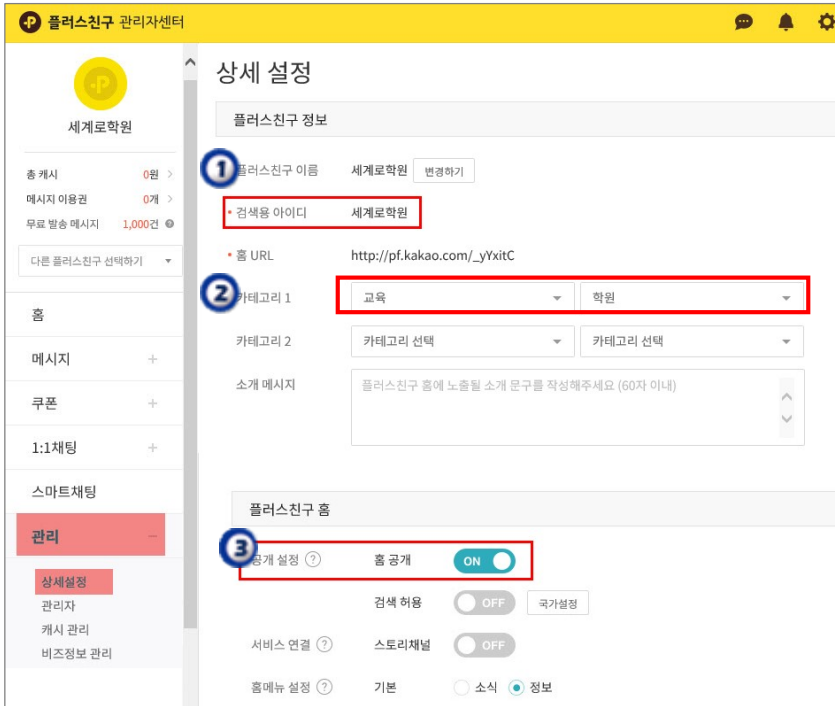 플러스친구 관리자센터
세계로학원
총 캐시 0원
메시지 이용권 0개
무료 발송 메시지 1,000건
다른 플러스친구 선택하기
홈
메시지
쿠폰
1:1채팅
스마트채팅
관리
상세설정
관리자
캐시 관리
비즈정보 관리
상세 설정
플러스친구 정보
1 플러스친구 이름 세계로학원 변경하기
• 검색용 아이디 세계로학원
• 홈 URL http://pf.kakao.com/_yYxitC
2 카테고리 1 교육 학원
카테고리 2 카테고리 선택 카테고리 선택
소개 메시지 플러스친구 홈에 노출될 소개 문구를 작성해주세요 (60자 이내)
플러스친구 홈
3 공개 설정 ? 홈 공개 ON
검색 허용 OFF 국가설정
서비스 연결 ? 스토리채널 OFF
홈메뉴 설정 ? 기본 소식 정보